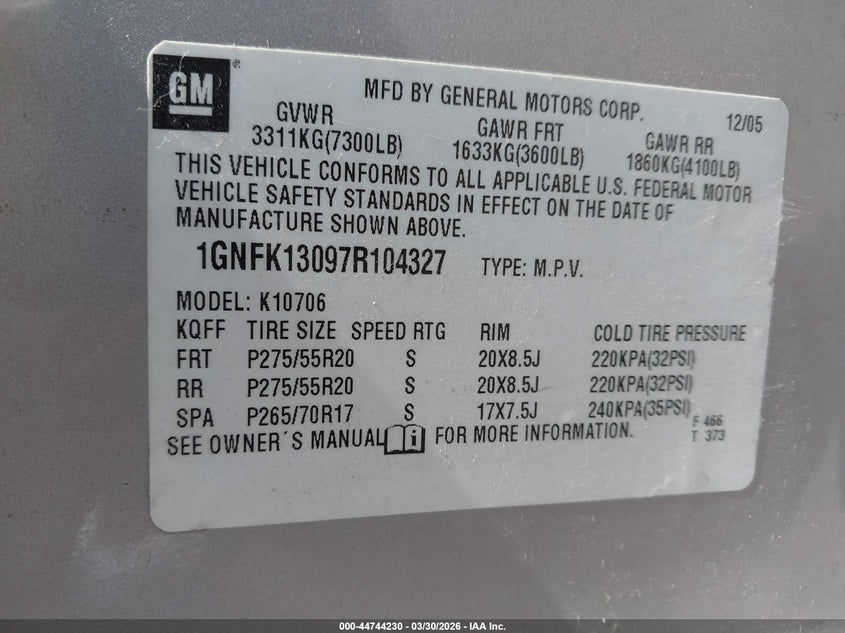 GM ®
MFD BY GENERAL MOTORS CORP. 12/05
GVWR GAWR FRT GAWR RR
3311KG(7300LB) 1633KG(3600LB) 1860KG(4100LB)
THIS VEHICLE CONFORMS TO ALL APPLICABLE U.S. FEDERAL MOTOR
VEHICLE SAFETY STANDARDS IN EFFECT ON THE DATE OF
MANUFACTURE SHOWN ABOVE.
1GNFK13097R104327 TYPE: M.P.V.
MODEL: K10706
KQFF TIRE SIZE SPEED RTG RIM COLD TIRE PRESSURE
FRT P275/55R20 S 20X8.5J 220KPA(32PSI)
RR P275/55R20 S 20X8.5J 220KPA(32PSI)
SPA P265/70R17 S 17X7.5J 240KPA(35PSI)
F 466
SEE OWNER´S MANUAL i FOR MORE INFORMATION. T 373
000-44744230 - 03/30/2026 - IAA Inc.